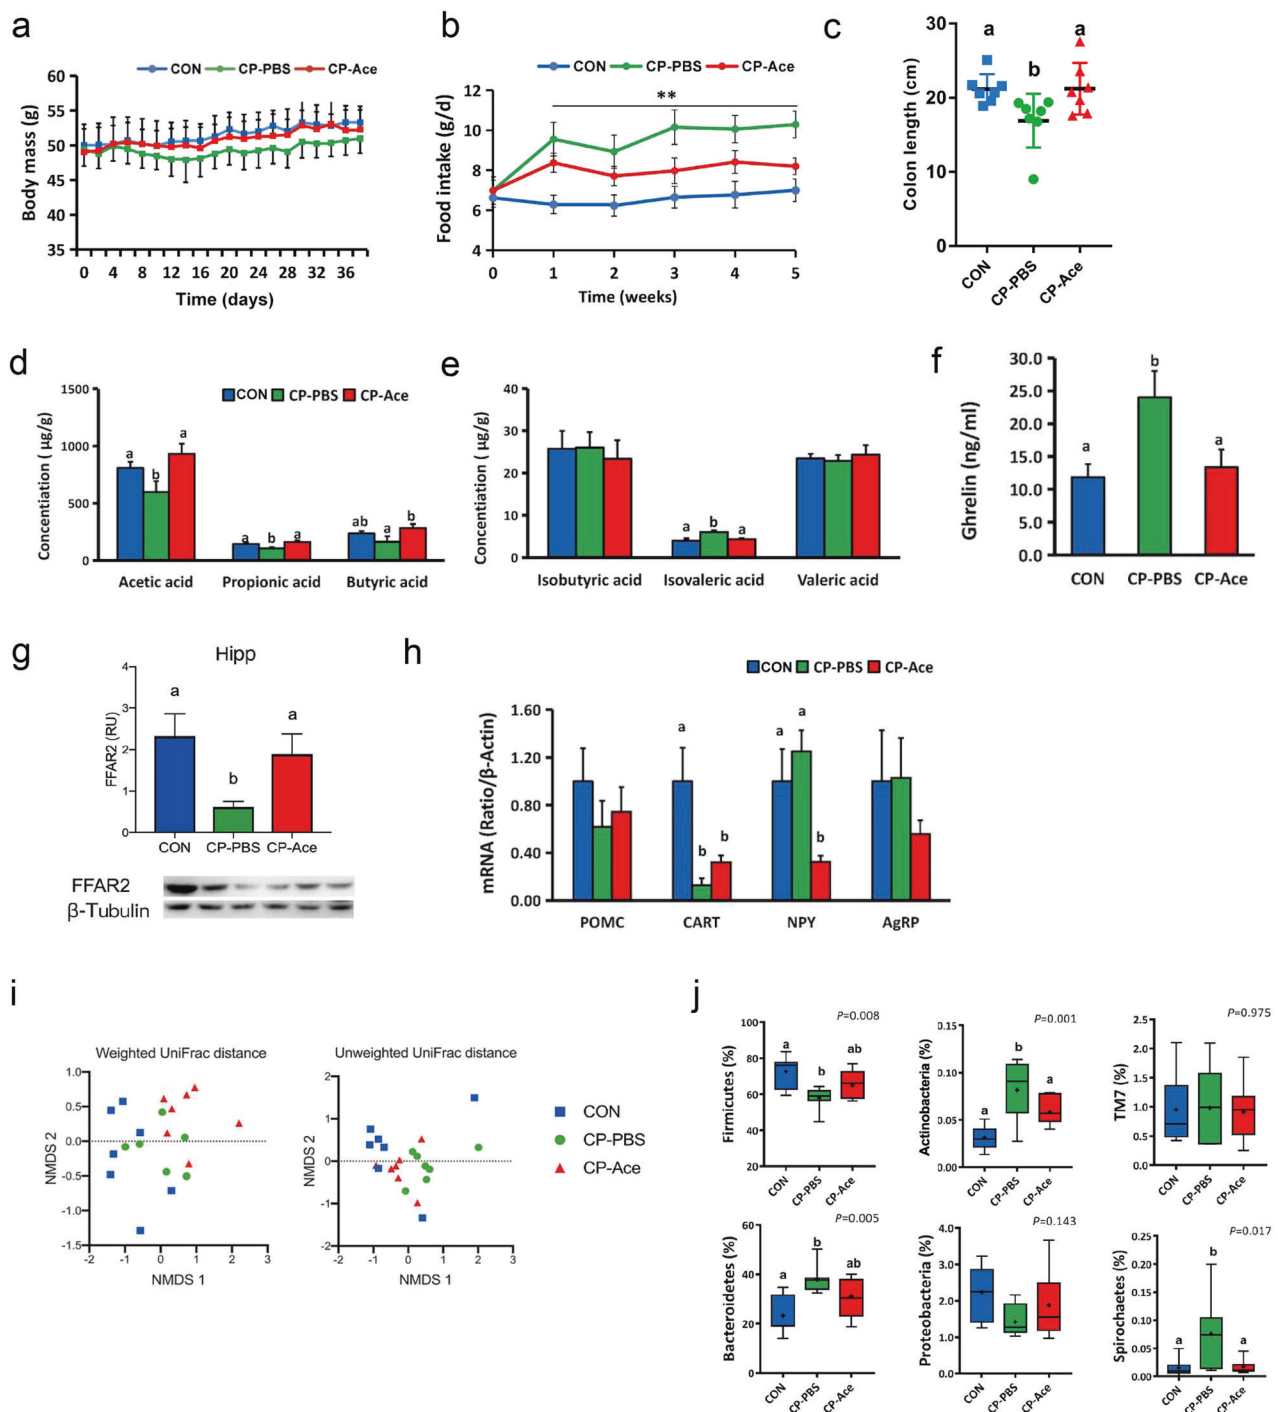 a
CON CP-PBS CP-Ace
Body mass (g)
60
55
50
45
40
35
0 4 8 12 16 20 24 28 32 36
Time (days)
b
CON CP-PBS CP-Ace
**
Food intake (g/d)
12
10
8
6
4
0 1 2 3 4 5
Time (weeks)
c
a b a
Colon length (cm)
30
20
10
0
CON CP-PBS CP-Ace
d
CON CP-PBS CP-Ace
Concentiation ( µg/g)
1500
1000
500
0
a b a
a b a
ab a b
Acetic acid Propionic acid Butyric acid
e
Concentiation ( µg/g)
40
30
20
10
0
a b a
Isobutyric acid Isovaleric acid Valeric acid
f
Ghrelin (ng/ml)
30.0
25.0
20.0
15.0
10.0
5.0
0.0
a b a
CON CP-PBS CP-Ace
g
Hipp
FFAR2 (RU)
4
3
2
1
0
a b a
CON CP-PBS CP-Ace
FFAR2
β-Tubulin
h
CON CP-PBS CP-Ace
mRNA (Ratio/β-Actin)
1.60
1.20
0.80
0.40
0.00
a b b
a a b
POMC CART NPY AgRP
i
Weighted UniFrac distance
NMDS 2
1.0
0.5
0.0
-0.5
-1.0
-1.5
-2 -1 0 1 2 3
NMDS 1
Unweighted UniFrac distance
NMDS 2
2
1
0
-1
-2
-2 -1 0 1 2 3
NMDS 1
CON
CP-PBS
CP-Ace
j
P=0.008
Firmicutes (%)
100
80
60
40
20
a b ab
CON CP-PBS CP-Ace
P=0.001
Actinobacteria (%)
0.15
0.10
0.05
0.00
a b a
CON CP-PBS CP-Ace
P=0.975
TM7 (%)
2.5
2.0
1.5
1.0
0.5
0.0
CON CP-PBS CP-Ace
P=0.005
Bacteroidetes (%)
60
40
20
0
a b ab
CON CP-PBS CP-Ace
P=0.143
Proteobacteria (%)
4.0
3.0
2.0
1.0
0.0
CON CP-PBS CP-Ace
P=0.017
Spirochaetes (%)
0.25
0.20
0.15
0.10
0.05
0.00
a b a
CON CP-PBS CP-Ace